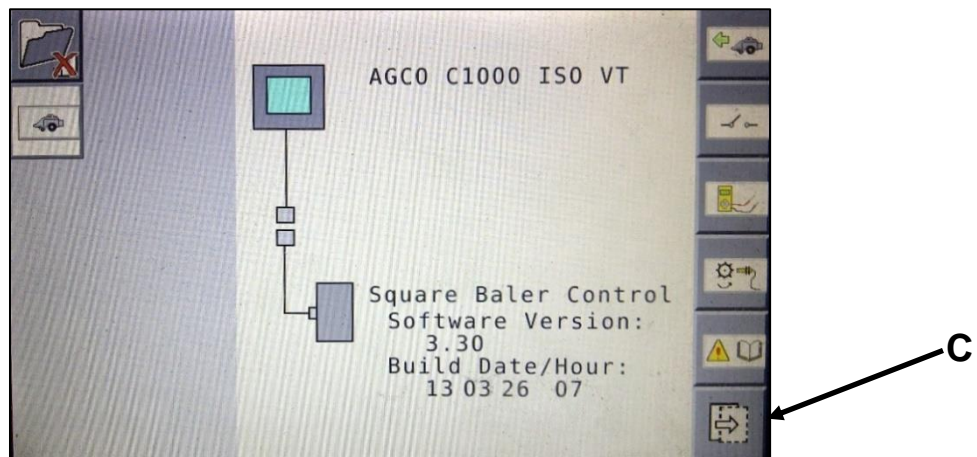 AGCO C1000 ISO VT
Square Baler Control
Software Version:
3.30
Build Date/Hour:
13 03 26 07
C